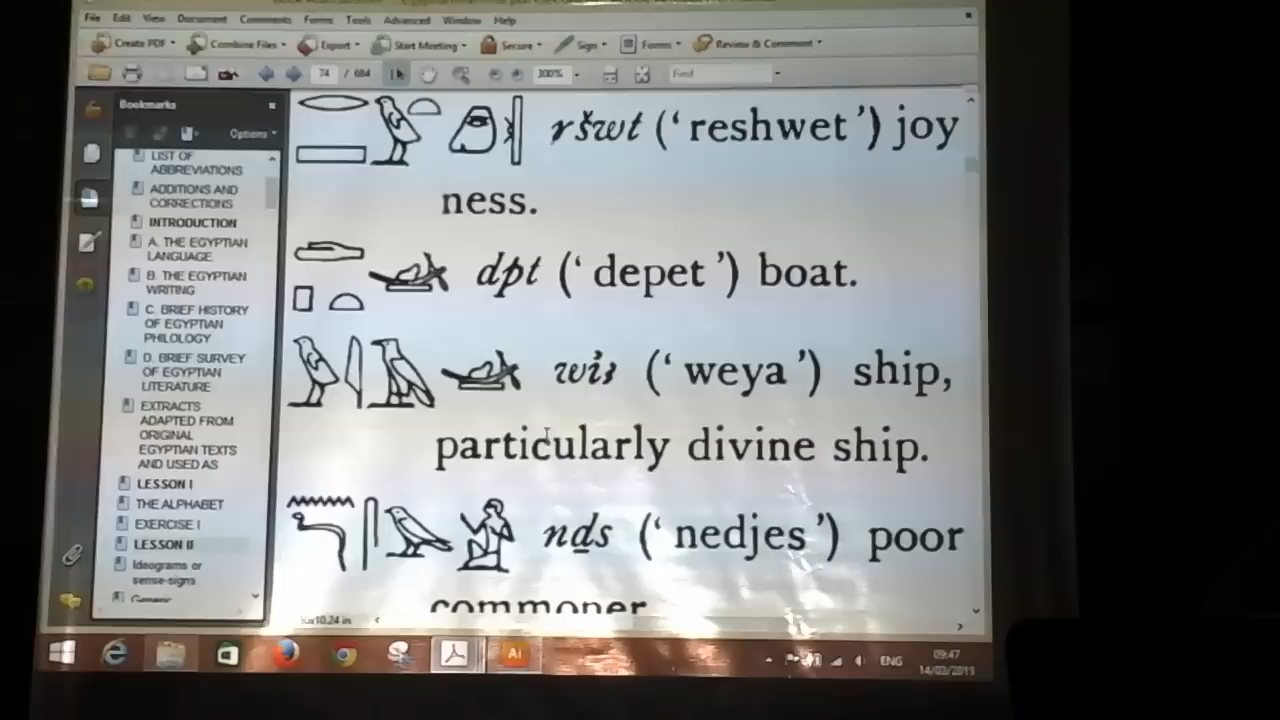 File Edit View Document Comments Forms Tools Advanced Window Help
Create PDF Combine Files Export Start Meeting Secure Sign Forms Review & Comment
74 / 684 300% Find
Bookmarks
Options
LIST OF
ABBREVIATIONS
ADDITIONS AND
CORRECTIONS
INTRODUCTION
A. THE EGYPTIAN
LANGUAGE
B. THE EGYPTIAN
WRITING
C. BRIEF HISTORY
OF EGYPTIAN
PHILOLOGY
D. BRIEF SURVEY
OF EGYPTIAN
LITERATURE
EXTRACTS
ADAPTED FROM
ORIGINAL
EGYPTIAN TEXTS
AND USED AS
LESSON I
THE ALPHABET
EXERCISE I
LESSON II
Ideograms or
sense-signs
Generic
ršwt (‘reshwet’) joy
ness.
dpt (‘depet’) boat.
wỉꜣ (‘weya’) ship,
particularly divine ship.
nḏs (‘nedjes’) poor
commoner
ENG 09:47